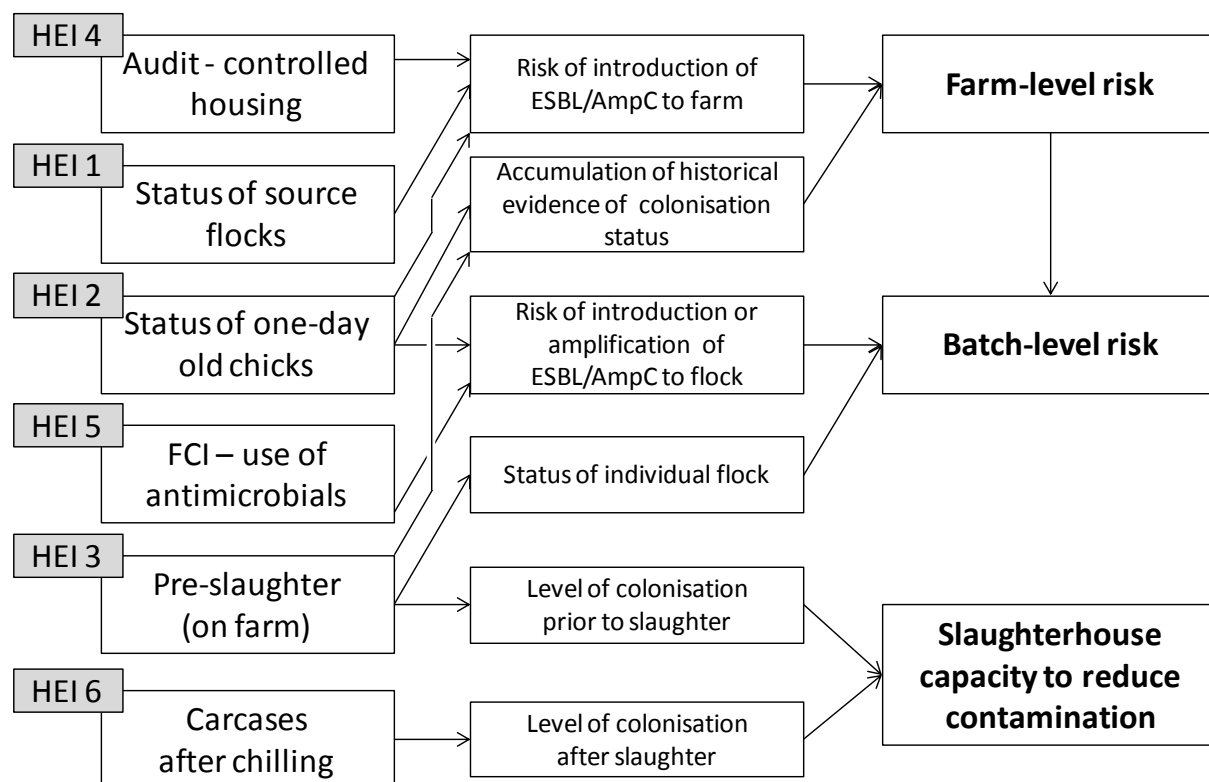 HEI 4
Audit - controlled
housing
HEI 1
Status of source
flocks
HEI 2
Status of one-day
old chicks
HEI 5
FCI – use of
antimicrobials
HEI 3
Pre-slaughter
(on farm)
HEI 6
Carcases
after chilling
Risk of introduction of
ESBL/AmpC to farm
Accumulation of historical
evidence of colonisation
status
Risk of introduction or
amplification of
ESBL/AmpC to flock
Status of individual flock
Level of colonisation
prior to slaughter
Level of colonisation
after slaughter
Farm-level risk
Batch-level risk
Slaughterhouse
capacity to reduce
contamination